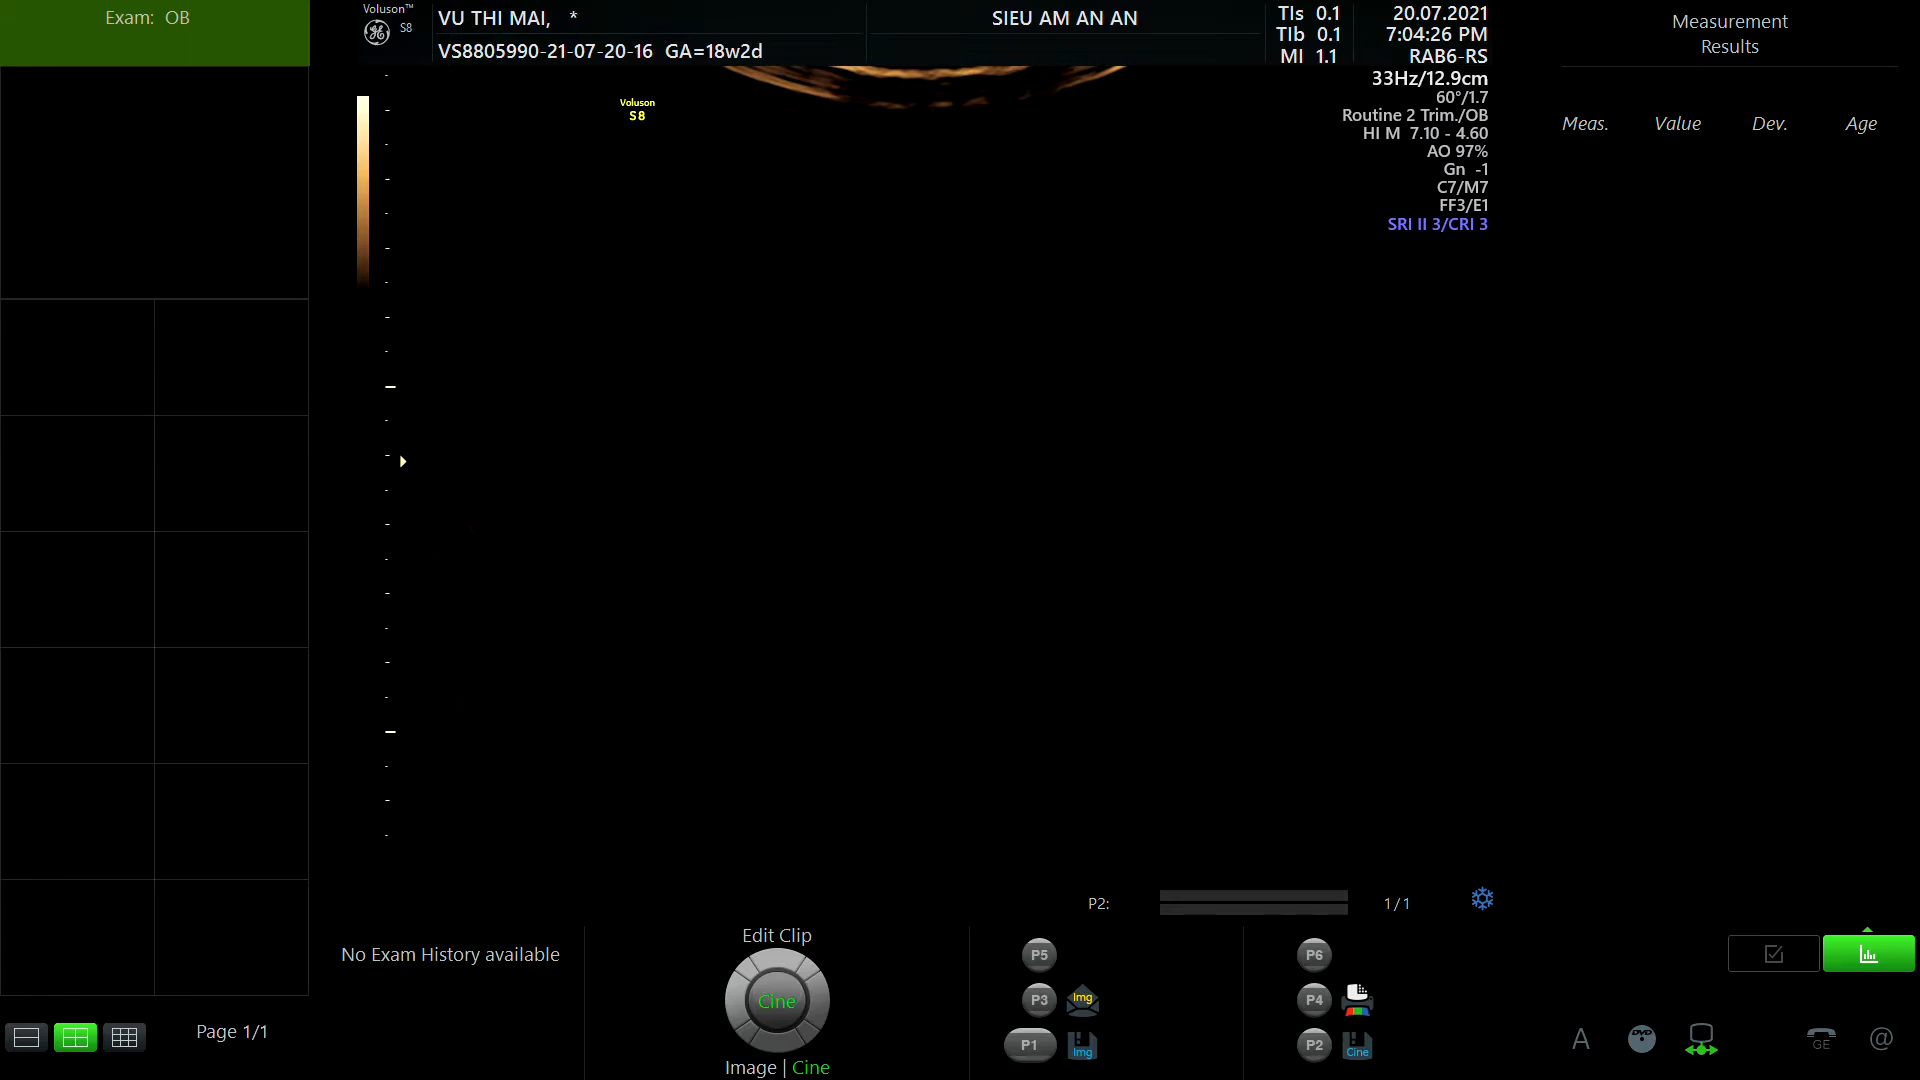 Exam: OB
Voluson™
S8
VU THI MAI, *
SIEU AM AN AN
VS8805990-21-07-20-16 GA=18w2d
TIs 0.1
TIb 0.1
MI 1.1
20.07.2021
7:04:26 PM
RAB6-RS
33Hz/12.9cm
60°/1.7
Routine 2 Trim./OB
HI M 7.10 - 4.60
AO 97%
Gn -1
C7/M7
FF3/E1
SRI II 3/CRI 3
Voluson
S8
Measurement
Results
Meas. Value Dev. Age
P2: 1/1
No Exam History available
Edit Clip
Cine
Image | Cine
P5
P3 Img
P1 Img
P6
P4
P2 Cine
Page 1/1
A
DVD
GE
@